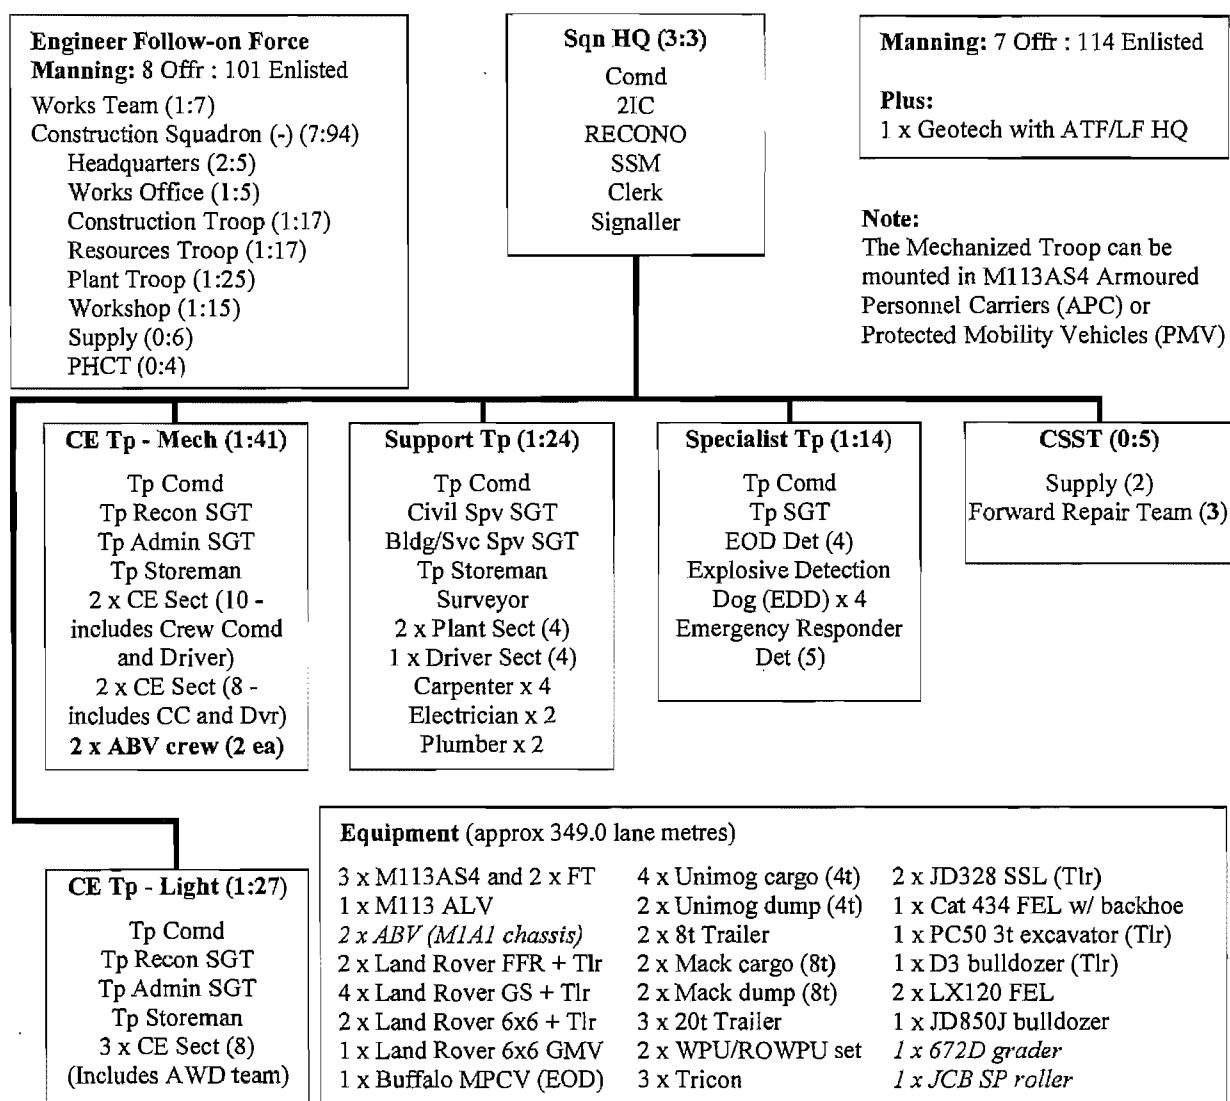 Engineer Follow-on Force
Manning: 8 Offr : 101 Enlisted
Works Team (1:7)
Construction Squadron (-) (7:94)
Headquarters (2:5)
Works Office (1:5)
Construction Troop (1:17)
Resources Troop (1:17)
Plant Troop (1:25)
Workshop (1:15)
Supply (0:6)
PHCT (0:4)
Sqn HQ (3:3)
Comd
2IC
RECONO
SSM
Clerk
Signaller
Manning: 7 Offr : 114 Enlisted
Plus:
1 x Geotech with ATF/LF HQ
Note:
The Mechanized Troop can be
mounted in M113AS4 Armoured
Personnel Carriers (APC) or
Protected Mobility Vehicles (PMV)
CE Tp - Mech (1:41)
Tp Comd
Tp Recon SGT
Tp Admin SGT
Tp Storeman
2 x CE Sect (10 -
includes Crew Comd
and Driver)
2 x CE Sect (8 -
includes CC and Dvr)
2 x ABV crew (2 ea)
Support Tp (1:24)
Tp Comd
Civil Spv SGT
Bldg/Svc Spv SGT
Tp Storeman
Surveyor
2 x Plant Sect (4)
1 x Driver Sect (4)
Carpenter x 4
Electrician x 2
Plumber x 2
Specialist Tp (1:14)
Tp Comd
Tp SGT
EOD Det (4)
Explosive Detection
Dog (EDD) x 4
Emergency Responder
Det (5)
CSST (0:5)
Supply (2)
Forward Repair Team (3)
CE Tp - Light (1:27)
Tp Comd
Tp Recon SGT
Tp Admin SGT
Tp Storeman
3 x CE Sect (8)
(Includes AWD team)
Equipment (approx 349.0 lane metres)
3 x M113AS4 and 2 x FT
1 x M113 ALV
2 x ABV (M1A1 chassis)
2 x Land Rover FFR + Tlr
4 x Land Rover GS + Tlr
2 x Land Rover 6x6 + Tlr
1 x Land Rover 6x6 GMV
1 x Buffalo MPCV (EOD)
4 x Unimog cargo (4t)
2 x Unimog dump (4t)
2 x 8t Trailer
2 x Mack cargo (8t)
2 x Mack dump (8t)
3 x 20t Trailer
2 x WPU/ROWPU set
3 x Tricon
2 x JD328 SSL (Tlr)
1 x Cat 434 FEL w/ backhoe
1 x PC50 3t excavator (Tlr)
1 x D3 bulldozer (Tlr)
2 x LX120 FEL
1 x JD850J bulldozer
1 x 672D grader
1 x JCB SP roller